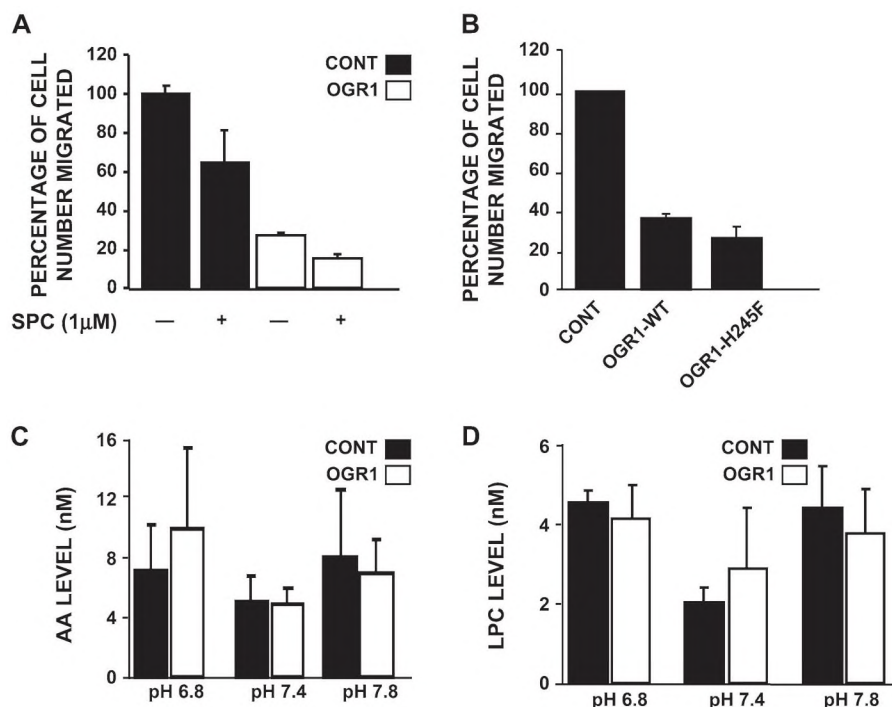 A
PERCENTAGE OF CELL
NUMBER MIGRATED
120
100
80
60
40
20
0
CONT
OGR1
SPC (1μM)
—
+
—
+
B
PERCENTAGE OF CELL
NUMBER MIGRATED
120
100
80
60
40
20
0
CONT
OGR1-WT
OGR1-H245F
C
AA LEVEL (nM)
16
12
8
4
0
CONT
OGR1
pH 6.8
pH 7.4
pH 7.8
D
LPC LEVEL (nM)
6
4
2
0
CONT
OGR1
pH 6.8
pH 7.4
pH 7.8